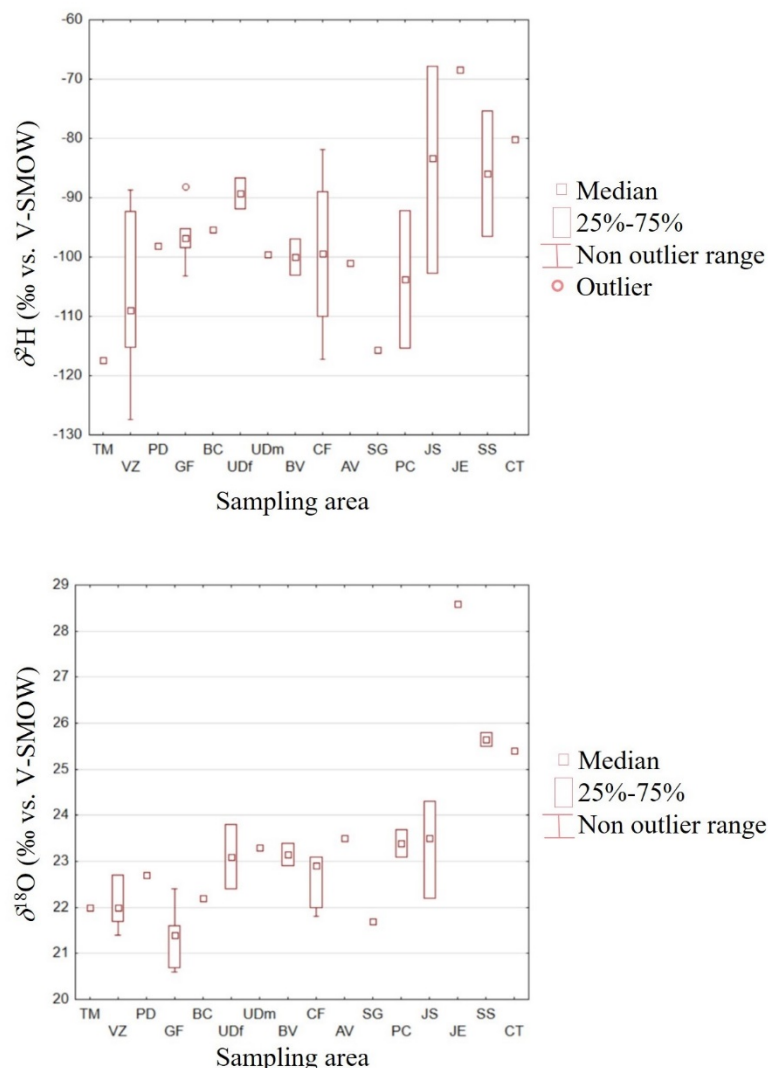 -60
-70
-80
-90
-100
-110
-120
-130
δ²H (‰ vs. V-SMOW)
TM PD BC UDm CF SG JS SS
VZ GF UDf BV AV PC JE CT
Sampling area
Median
25%-75%
Non outlier range
Outlier
29
28
27
26
25
24
23
22
21
20
δ¹⁸O (‰ vs. V-SMOW)
TM PD BC UDm CF SG JS SS
VZ GF UDf BV AV PC JE CT
Sampling area
Median
25%-75%
Non outlier range